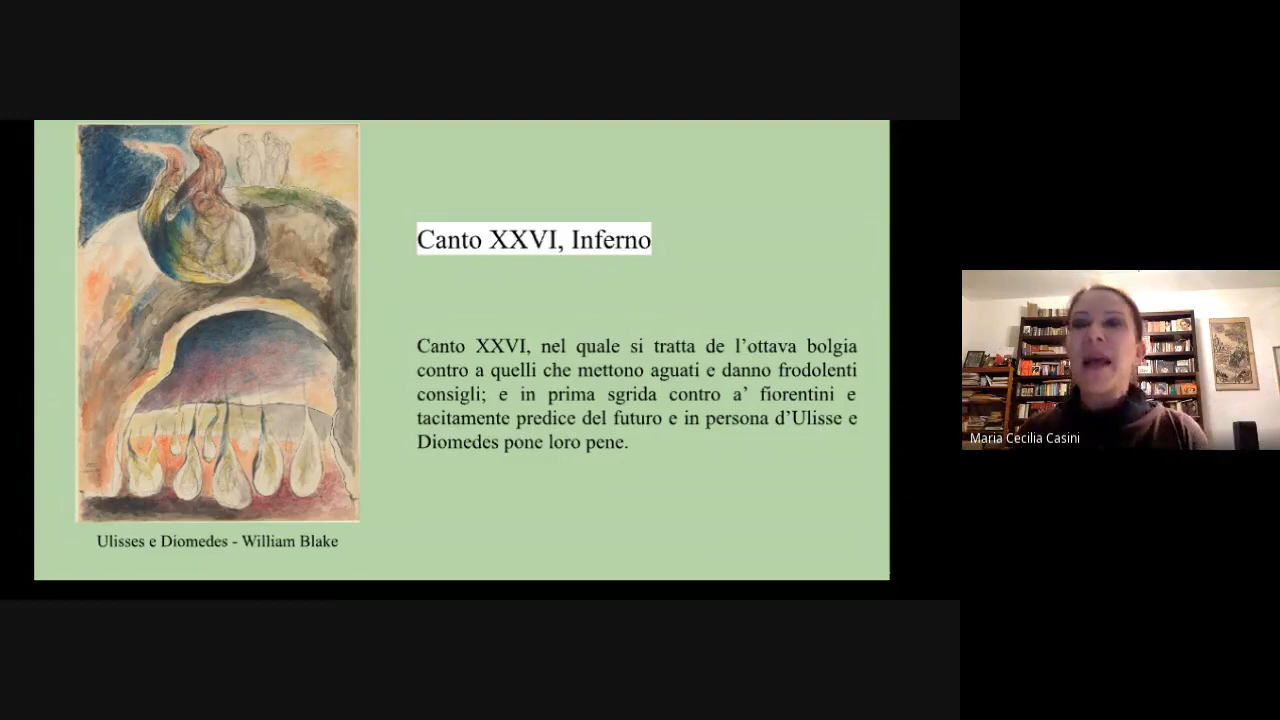 Canto XXVI, Inferno
Canto XXVI, nel quale si tratta de l’ottava bolgia
contro a quelli che mettono aguati e danno frodolenti
consigli; e in prima sgrida contro a’ fiorentini e
tacitamente predice del futuro e in persona d’Ulisse e
Diomedes pone loro pene.
Ulisses e Diomedes - William Blake
Maria Cecilia Casini